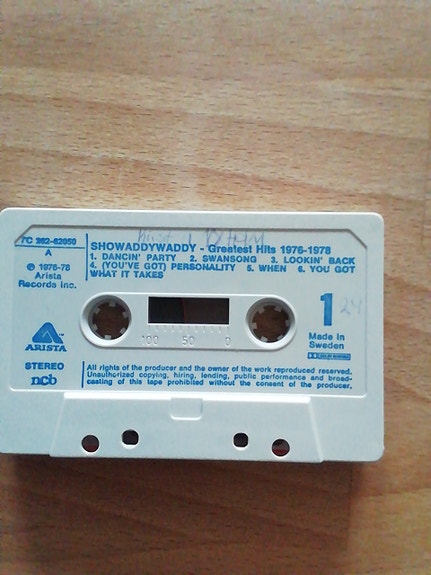 7C 262-62050
A
℗ 1976-78
Arista
Records Inc.
SHOWADDYWADDY - Greatest Hits 1976-1978
1. DANCIN' PARTY 2. SWANSONG 3. LOOKIN' BACK
4. (YOU'VE GOT) PERSONALITY 5. WHEN 6. YOU GOT
WHAT IT TAKES
1
24
100 50 0
Made in
Sweden
ARISTA
STEREO
ncb
All rights of the producer and the owner of the work reproduced reserved.
Unauthorized copying, hiring, lending, public performance and broad-
casting of this tape prohibited without the consent of the producer.